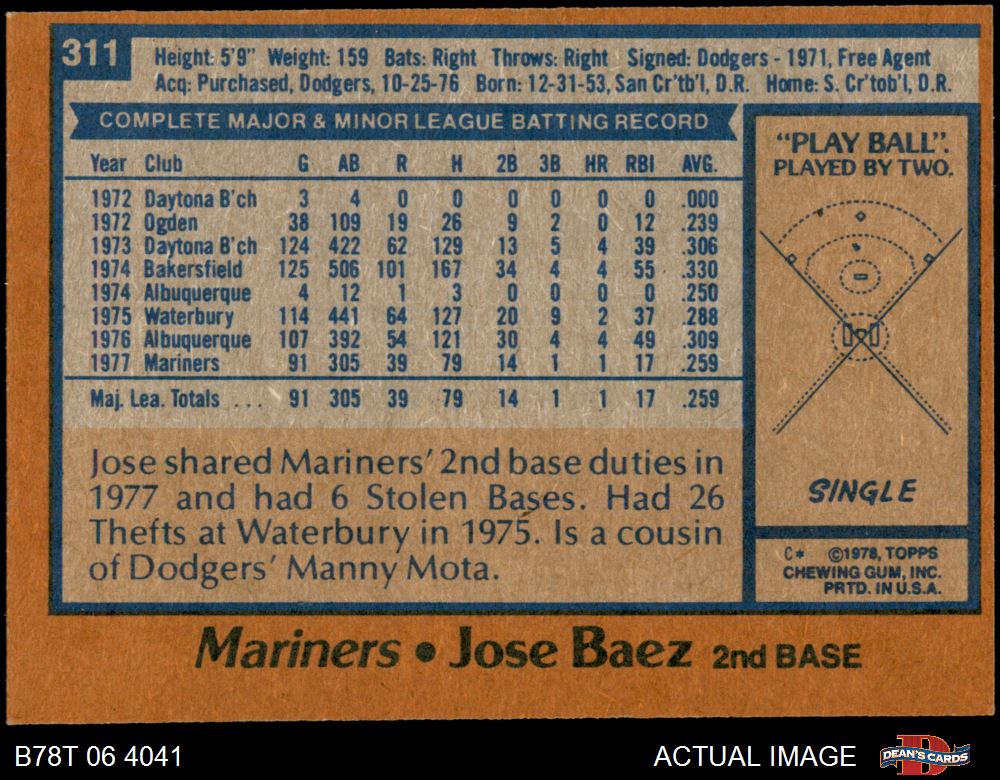 311
Height: 5'9" Weight: 159 Bats: Right Throws: Right Signed: Dodgers - 1971, Free Agent
Acq: Purchased, Dodgers, 10-25-76 Born: 12-31-53, San Cr'tb'l, D.R. Home: S. Cr'tob'l, D.R.
COMPLETE MAJOR & MINOR LEAGUE BATTING RECORD
Year Club G AB R H 2B 3B HR RBI AVG.
1972 Daytona B'ch 3 4 0 0 0 0 0 0 .000
1972 Ogden 38 109 19 26 9 2 0 12 .239
1973 Daytona B'ch 124 422 62 129 13 5 4 39 .306
1974 Bakersfield 125 506 101 167 34 4 4 55 .330
1974 Albuquerque 4 12 1 3 0 0 0 0 .250
1975 Waterbury 114 441 64 127 20 9 2 37 .288
1976 Albuquerque 107 392 54 121 30 4 4 49 .309
1977 Mariners 91 305 39 79 14 1 1 17 .259
Maj. Lea. Totals ... 91 305 39 79 14 1 1 17 .259
Jose shared Mariners' 2nd base duties in
1977 and had 6 Stolen Bases. Had 26
Thefts at Waterbury in 1975. Is a cousin
of Dodgers' Manny Mota.
"PLAY BALL".
PLAYED BY TWO.
SINGLE
C* ©1978, TOPPS
CHEWING GUM, INC.
PRTD. IN U.S.A.
Mariners • Jose Baez 2nd BASE
B78T 06 4041
ACTUAL IMAGE
D
DEAN'S CARDS